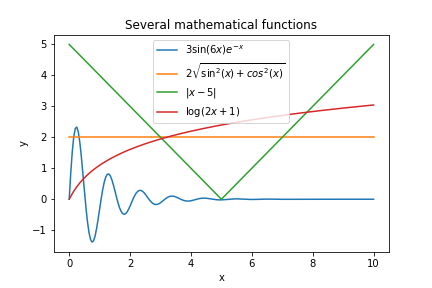 Several mathematical functions
3sin(6x)e⁻ˣ
2√(sin²(x) + cos²(x))
|x − 5|
log(2x + 1)
5
4
3
2
1
0
−1
y
0 2 4 6 8 10
x